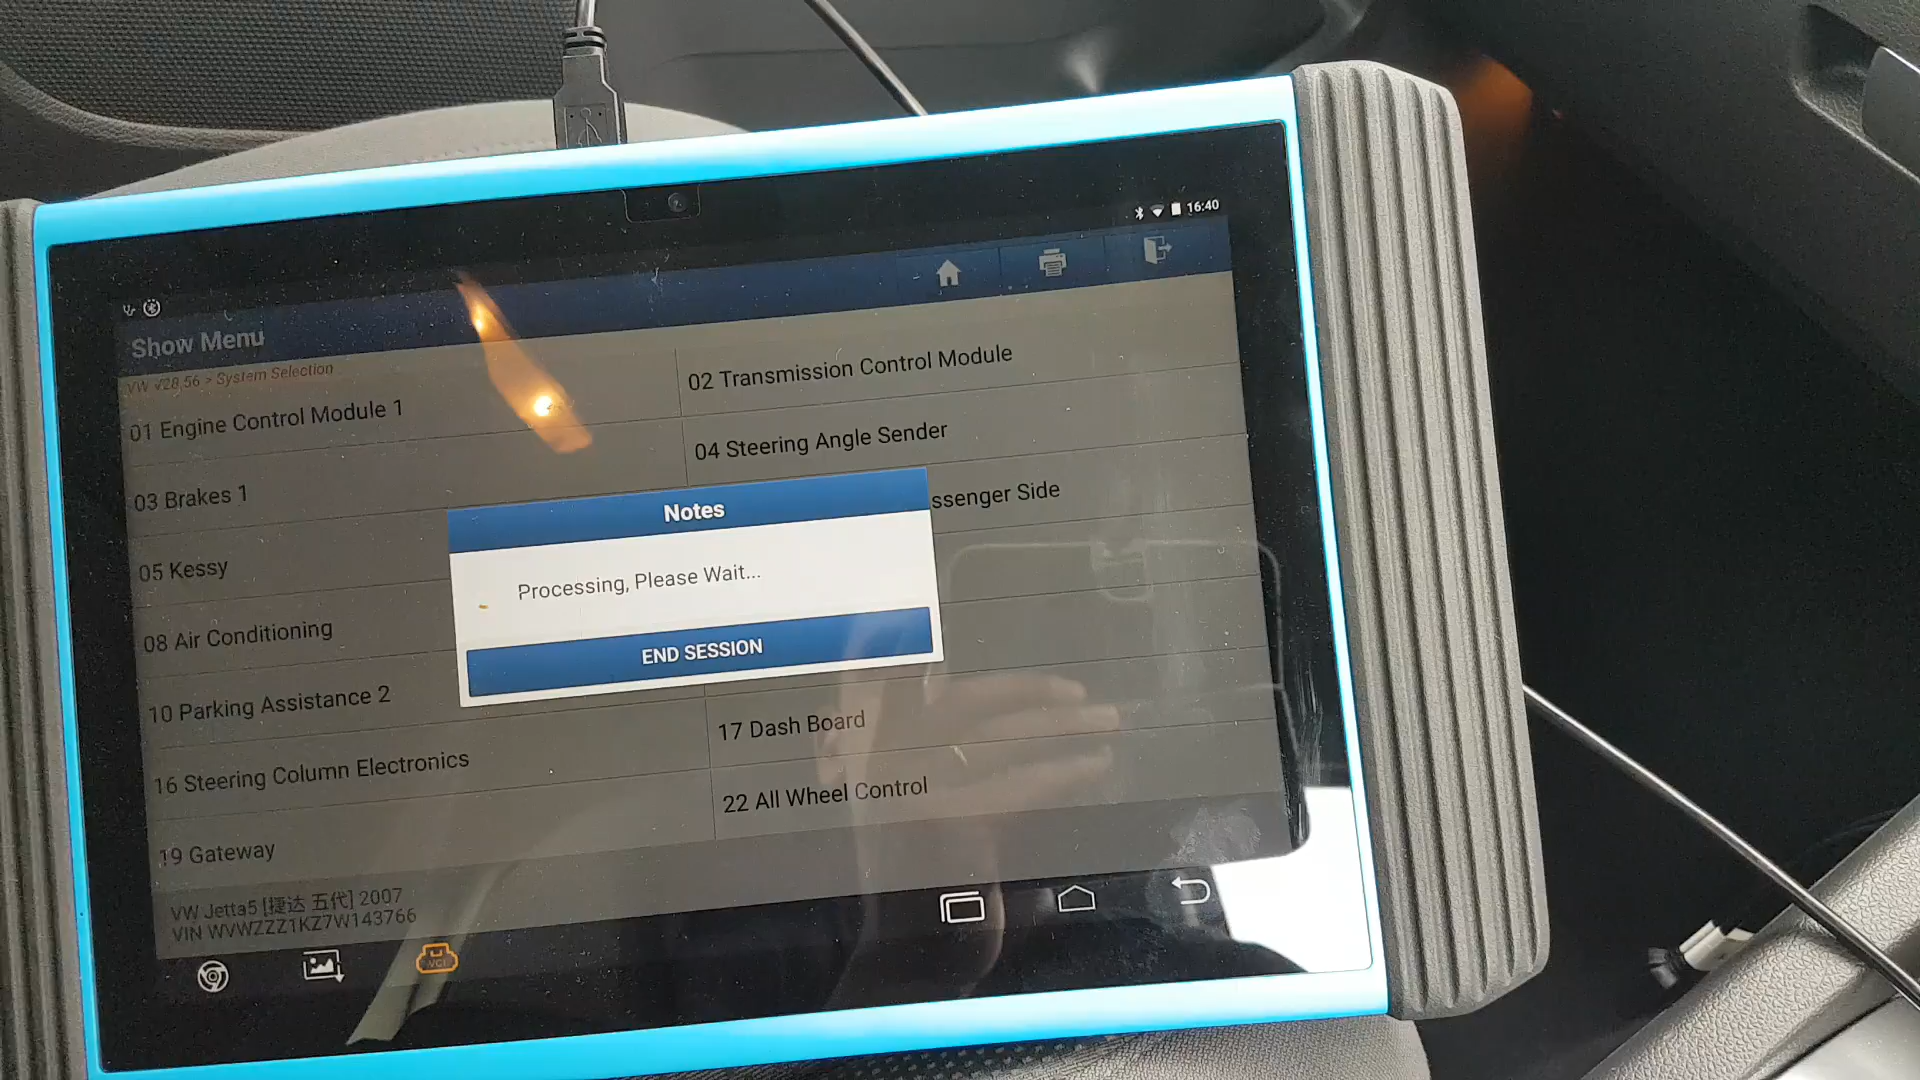 16:40
Show Menu
VW V28.56 > System Selection
01 Engine Control Module 1
02 Transmission Control Module
03 Brakes 1
04 Steering Angle Sender
05 Kessy
ssenger Side
08 Air Conditioning
10 Parking Assistance 2
16 Steering Column Electronics
17 Dash Board
19 Gateway
22 All Wheel Control
Notes
Processing, Please Wait...
END SESSION
VW Jetta5 [捷达 五代] 2007
VIN WVWZZZ1KZ7W143766
VCI